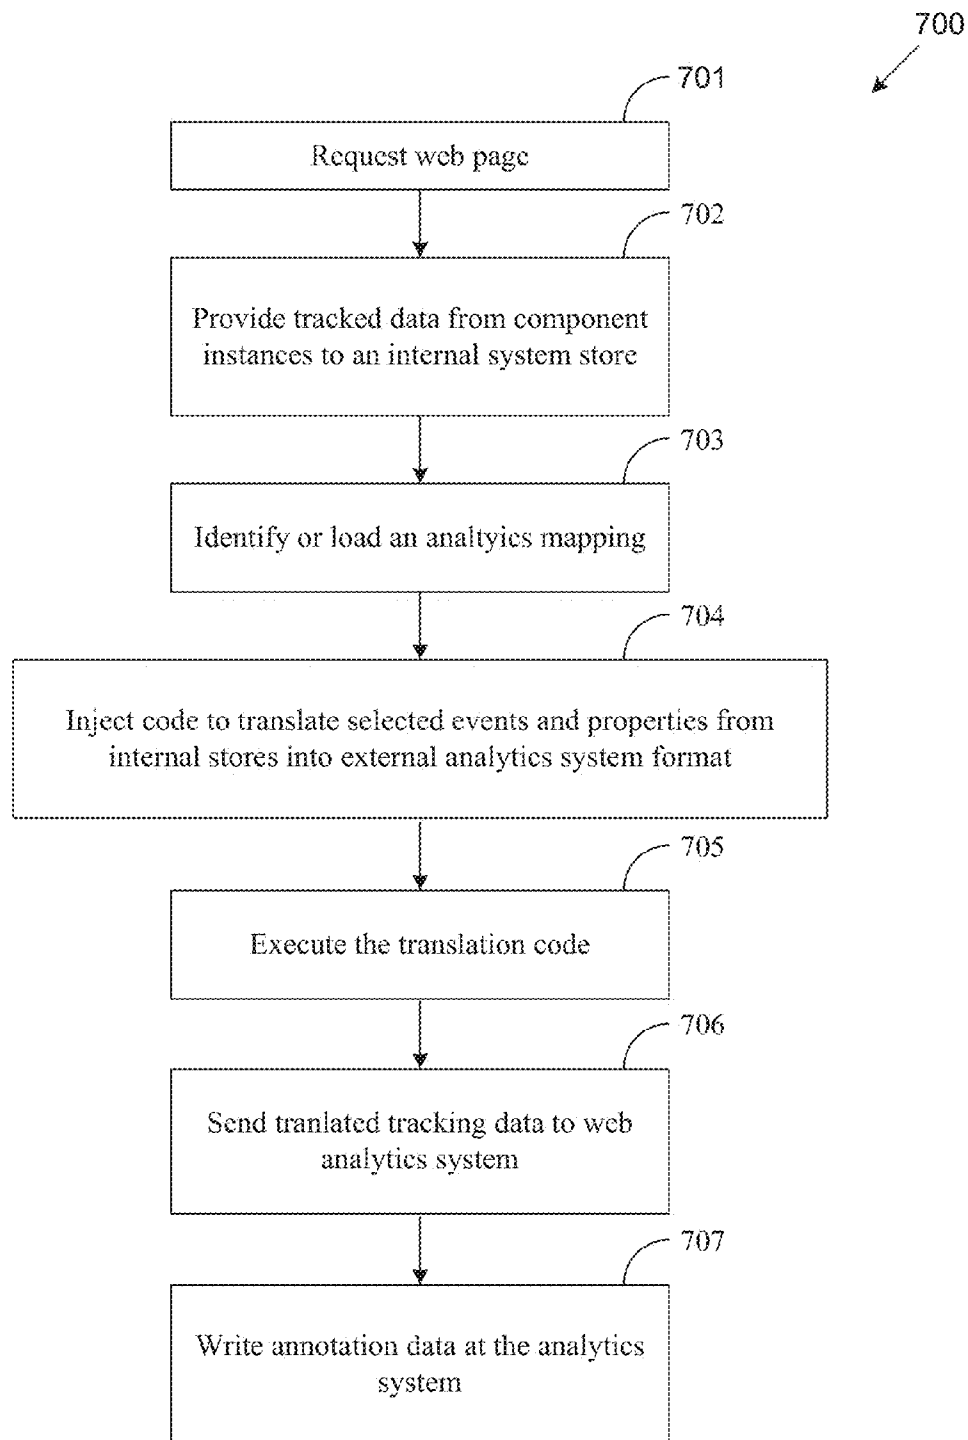 700
701
Request web page
702
Provide tracked data from component
instances to an internal system store
703
Identify or load an analtyics mapping
704
Inject code to translate selected events and properties from
internal stores into external analytics system format
705
Execute the translation code
706
Send tranlated tracking data to web
analytics system
707
Write annotation data at the analytics
system